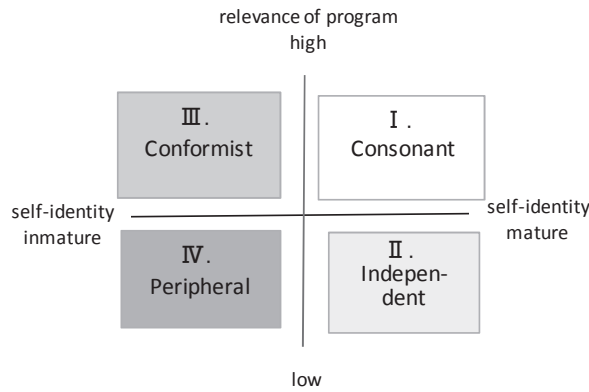 relevance of program
high
Ⅲ.
Conformist
Ⅰ.
Consonant
self-identity
inmature
self-identity
mature
Ⅳ.
Peripheral
Ⅱ.
Indepen-
dent
low